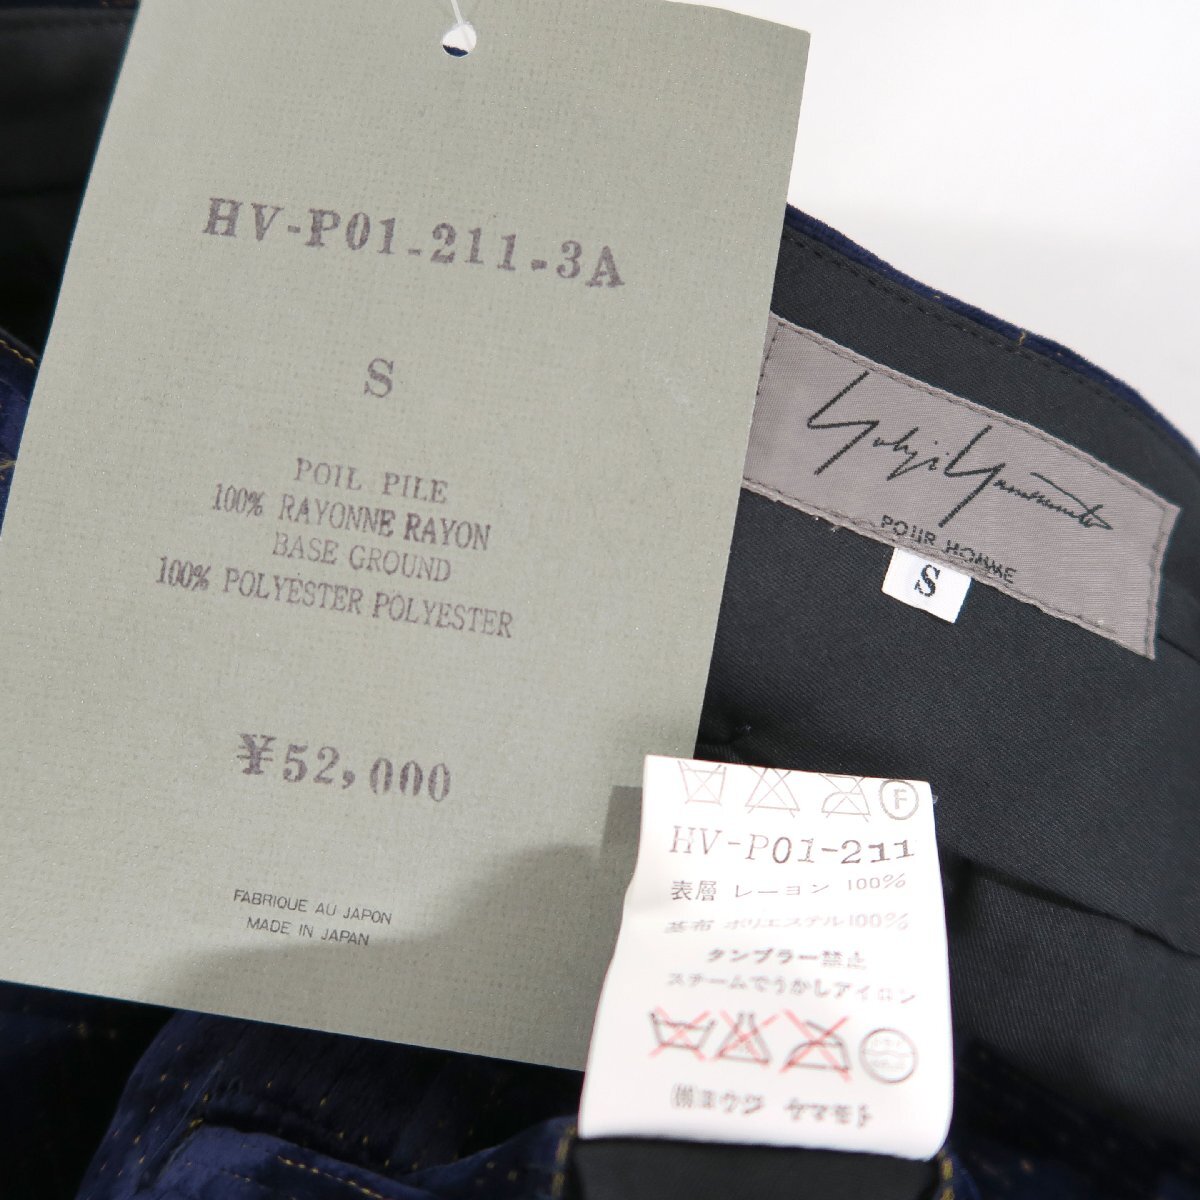 HV-P01-211-3A
S
POIL PILE
100% RAYONNE RAYON
BASE GROUND
100% POLYESTER POLYESTER
¥52,000
FABRIQUE AU JAPON
MADE IN JAPAN
Yohji Yamamoto
POUR HOMME
S
F
HV-P01-211
表層 レーヨン 100%
基布 ポリエステル100%
タンブラー禁止
スチームでうかしアイロン
㈱ヨウジ ヤマモト